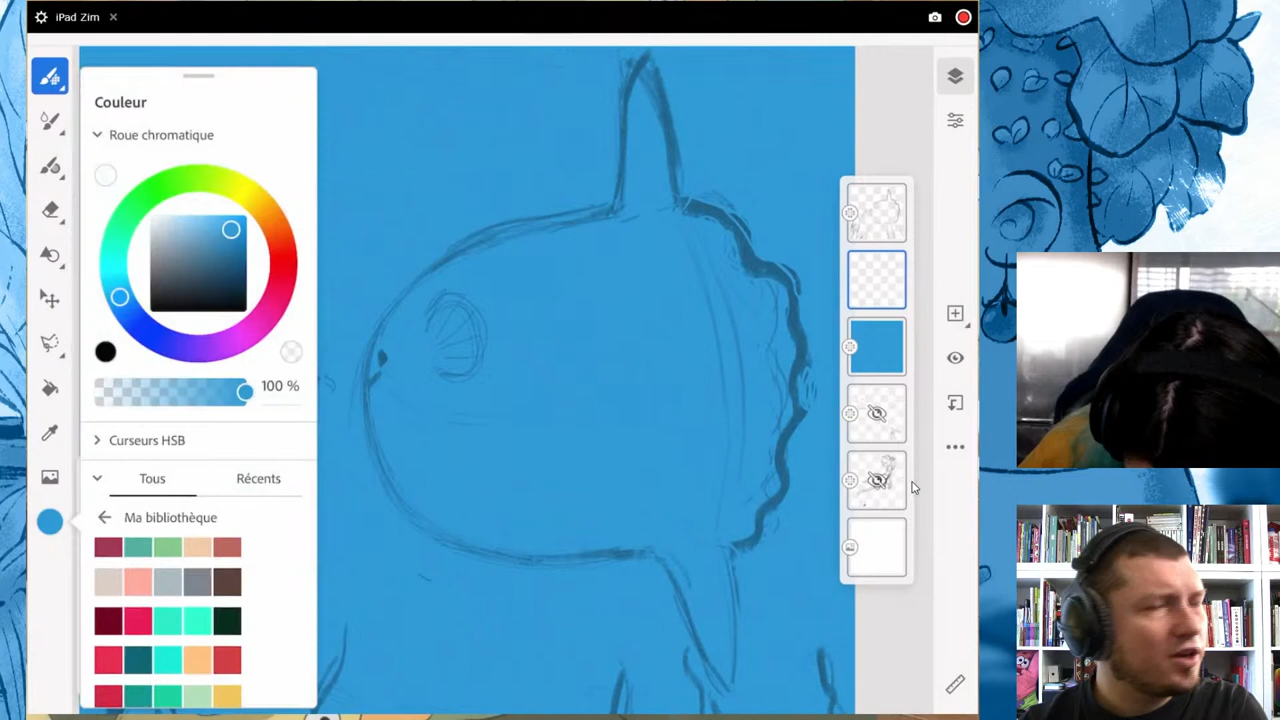 iPad Zim
Couleur
Roue chromatique
100 %
Curseurs HSB
Tous
Récents
Ma bibliothèque